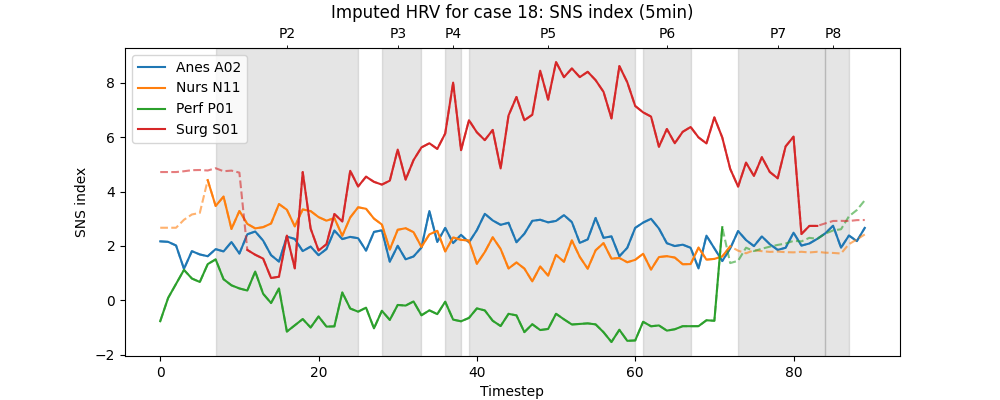 Imputed HRV for case 18: SNS index (5min)
P2 P3 P4 P5 P6 P7 P8
Anes A02
Nurs N11
Perf P01
Surg S01
SNS index
8
6
4
2
0
−2
0 20 40 60 80
Timestep